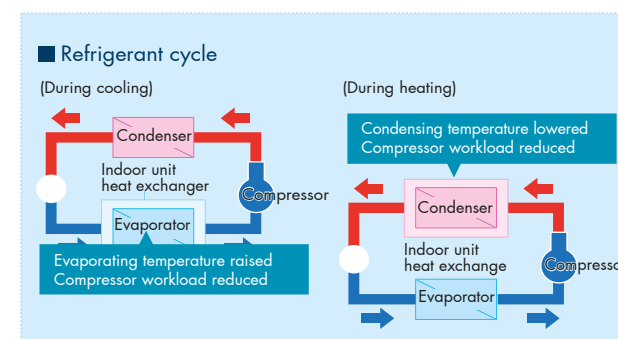 Refrigerant cycle
(During cooling)
Condenser
Indoor unit
heat exchanger
Compressor
Evaporator
Evaporating temperature raised
Compressor workload reduced
(During heating)
Condensing temperature lowered
Compressor workload reduced
Condenser
Indoor unit
heat exchange
Compresso
Evaporator